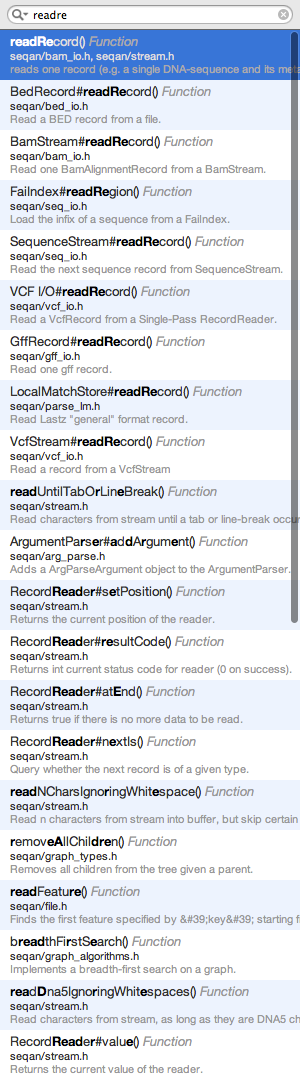 readre
readRecord() Function
seqan/bam_io.h, seqan/stream.h
reads one record (e.g. a single DNA-sequence and its meta
BedRecord#readRecord() Function
seqan/bed_io.h
Read a BED record from a file.
BamStream#readRecord() Function
seqan/bam_io.h
Read one BamAlignmentRecord from a BamStream.
FaiIndex#readRegion() Function
seqan/seq_io.h
Load the infix of a sequence from a FaiIndex.
SequenceStream#readRecord() Function
seqan/seq_io.h
Read the next sequence record from SequenceStream.
VCF I/O#readRecord() Function
seqan/vcf_io.h
Read a VcfRecord from a Single-Pass RecordReader.
GffRecord#readRecord() Function
seqan/gff_io.h
Read one gff record.
LocalMatchStore#readRecord() Function
seqan/parse_lm.h
Read Lastz "general" format record.
VcfStream#readRecord() Function
seqan/vcf_io.h
Read a record from a VcfStream
readUntilTabOrLineBreak() Function
seqan/stream.h
Read characters from stream until a tab or line-break occur
ArgumentParser#addArgument() Function
seqan/arg_parse.h
Adds a ArgParseArgument object to the ArgumentParser.
RecordReader#setPosition() Function
seqan/stream.h
Returns the current position of the reader.
RecordReader#resultCode() Function
seqan/stream.h
Returns int current status code for reader (0 on success).
RecordReader#atEnd() Function
seqan/stream.h
Returns true if there is no more data to be read.
RecordReader#nextIs() Function
seqan/stream.h
Query whether the next record is of a given type.
readNCharsIgnoringWhitespace() Function
seqan/stream.h
Read n characters from stream into buffer, but skip certain
removeAllChildren() Function
seqan/graph_types.h
Removes all children from the tree given a parent.
readFeature() Function
seqan/file.h
Finds the first feature specified by &#39;key&#39; starting f
breadthFirstSearch() Function
seqan/graph_algorithms.h
Implements a breadth-first search on a graph.
readDna5IgnoringWhitespaces() Function
seqan/stream.h
Read characters from stream, as long as they are DNA5 ch
RecordReader#value() Function
seqan/stream.h
Returns the current value of the reader.